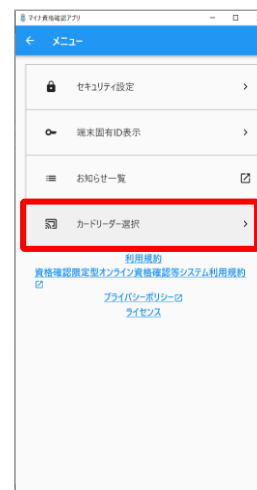 マイナ資格確認アプリ
メニュー
セキュリティ設定
端末固有ID表示
お知らせ一覧
カードリーダー選択
利用規約
資格確認限定型オンライン資格確認等システム利用規約
プライバシーポリシー
ライセンス